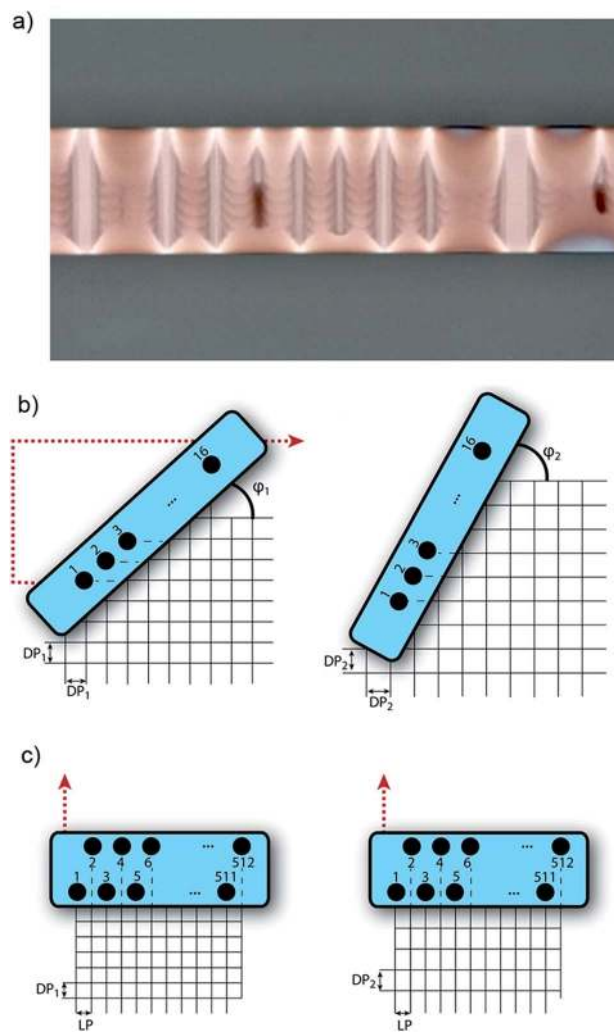 a)
b)
16
φ₁
...
3
2
1
DP₁
DP₁
16
φ₂
...
3
2
1
DP₂
DP₂
c)
2 4 6 ... 512
1 3 5 ... 511
DP₁
LP
2 4 6 ... 512
1 3 5 ... 511
DP₂
LP